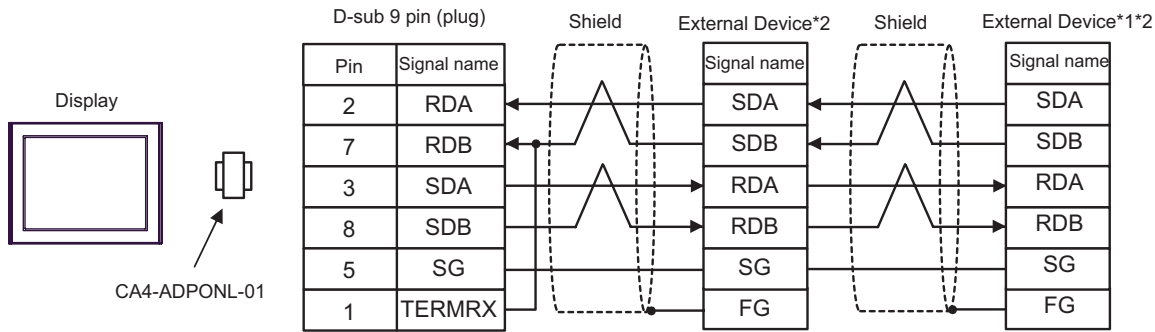 D-sub 9 pin (plug)
Shield
External Device*2
Shield
External Device*1*2
Pin Signal name
Signal name
Signal name
Display
2 RDA SDA SDA
7 RDB SDB SDB
3 SDA RDA RDA
8 SDB RDB RDB
5 SG SG SG
1 TERMRX FG FG
CA4-ADPONL-01